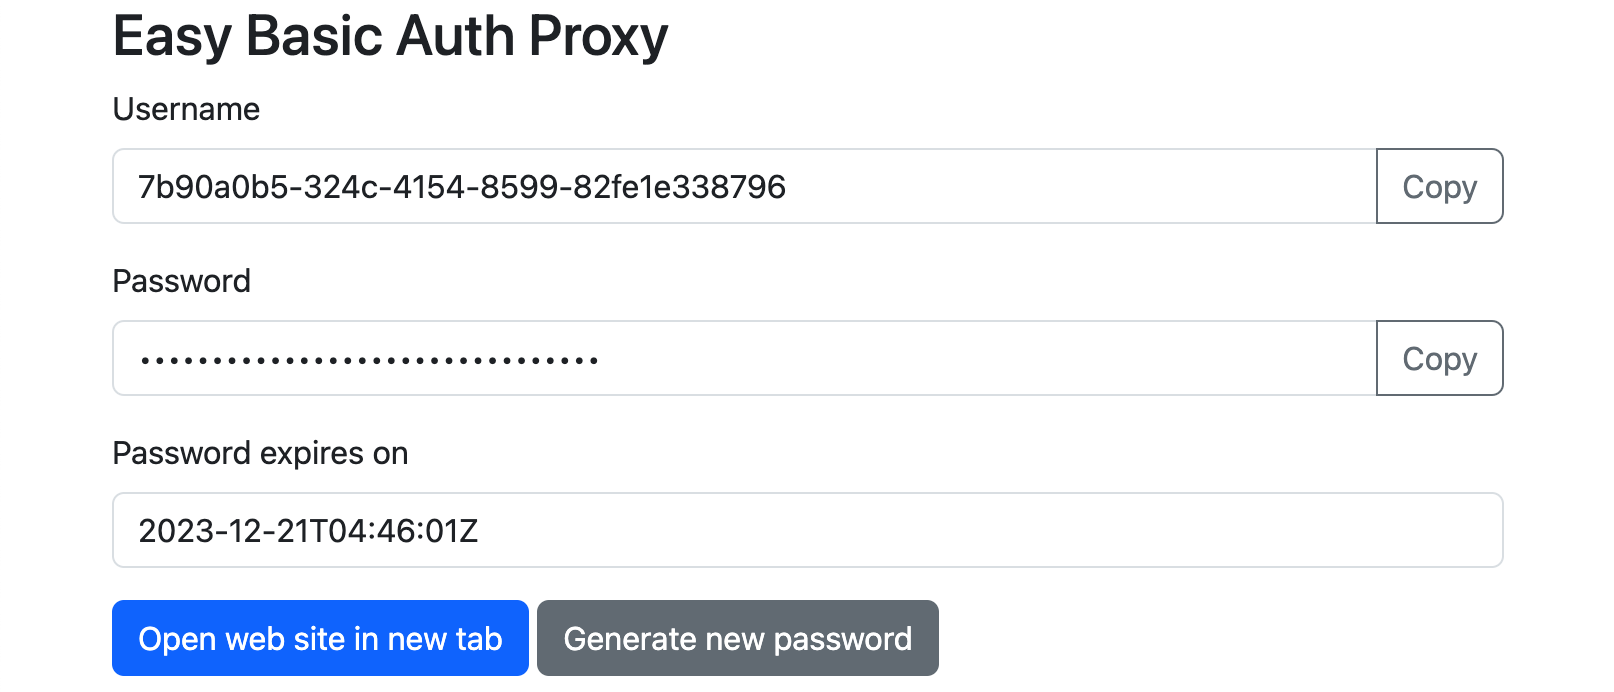 Easy Basic Auth Proxy
Username
7b90a0b5-324c-4154-8599-82fe1e338796
Copy
Password
••••••••••••••••••••••••••••••••
Copy
Password expires on
2023-12-21T04:46:01Z
Open web site in new tab
Generate new password